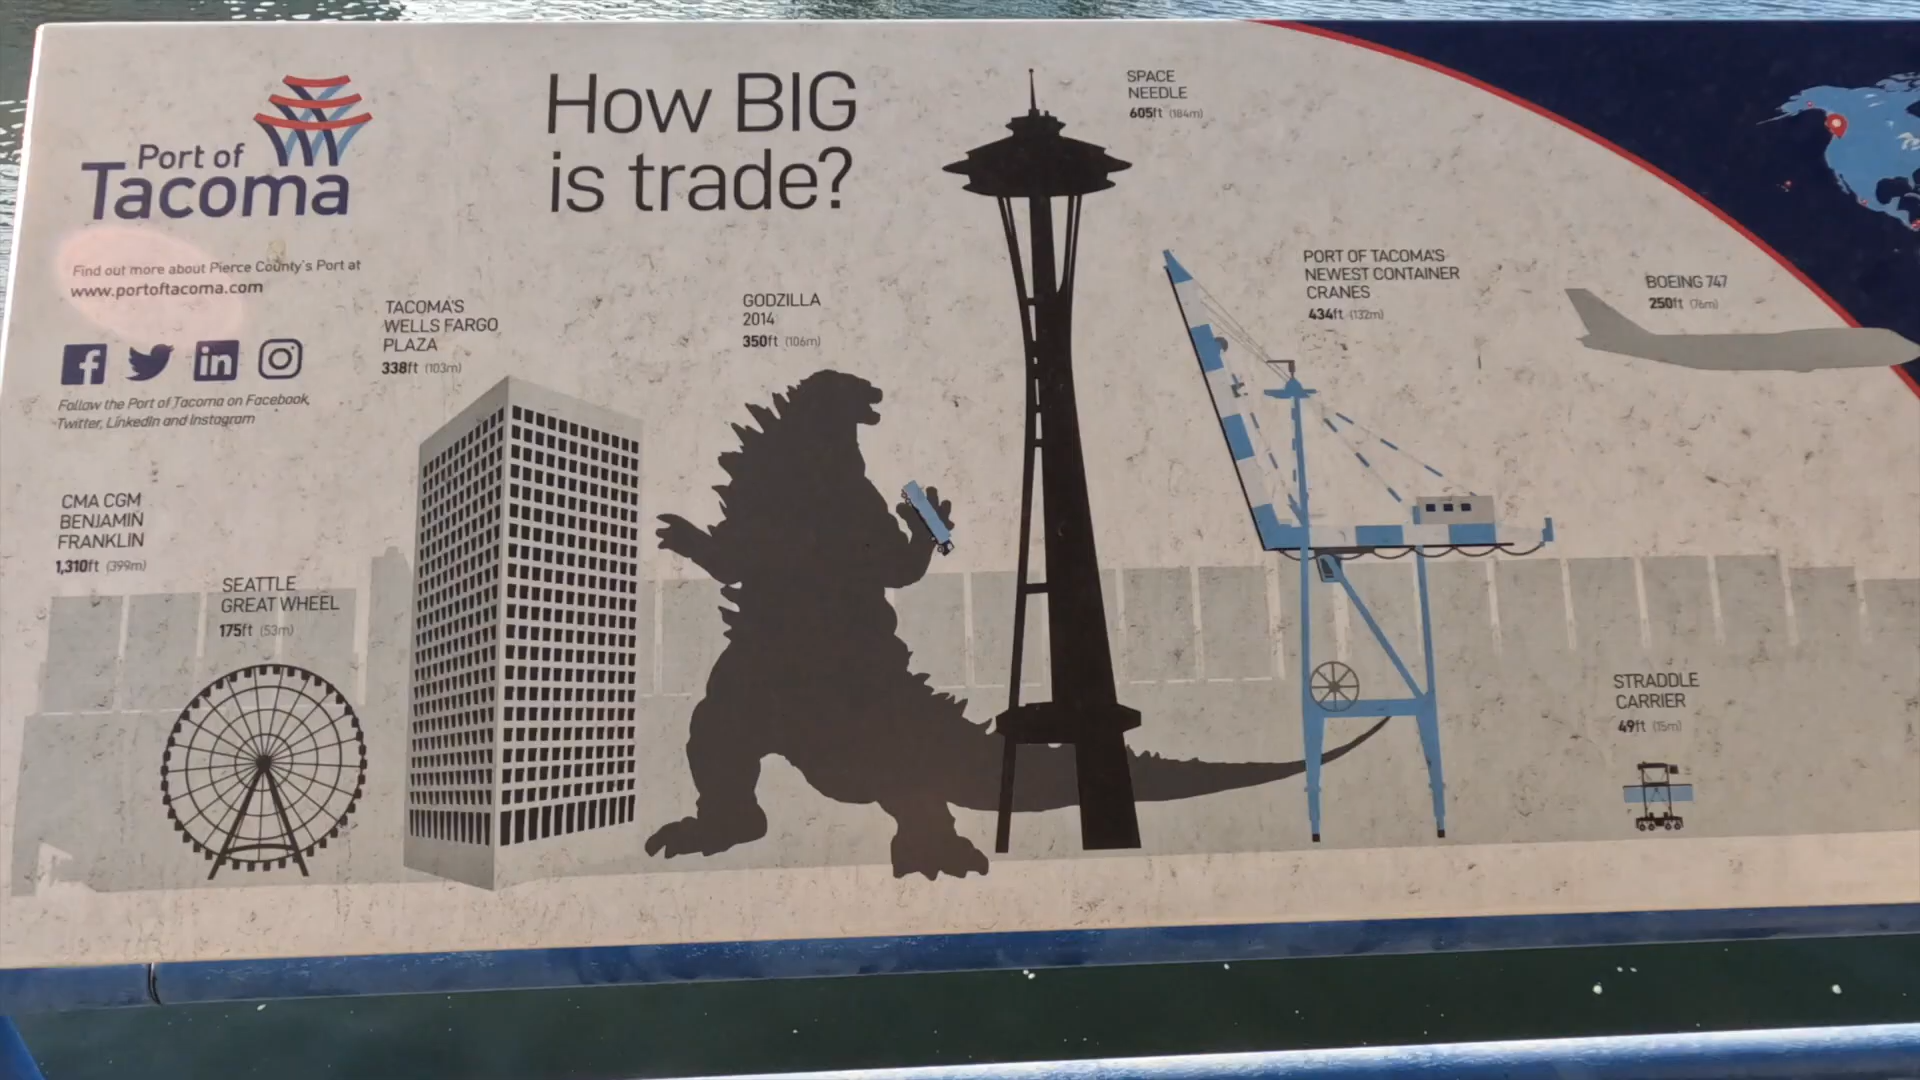 Port of
Tacoma
Find out more about Pierce County's Port at
www.portoftacoma.com
Follow the Port of Tacoma on Facebook,
Twitter, LinkedIn and Instagram
How BIG
is trade?
CMA CGM
BENJAMIN
FRANKLIN
1,310ft (399m)
SEATTLE
GREAT WHEEL
175ft (53m)
TACOMA'S
WELLS FARGO
PLAZA
338ft (103m)
GODZILLA
2014
350ft (106m)
SPACE
NEEDLE
605ft (184m)
PORT OF TACOMA'S
NEWEST CONTAINER
CRANES
434ft (132m)
BOEING 747
250ft (76m)
STRADDLE
CARRIER
49ft (15m)